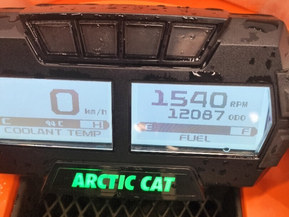 0 km/h
C H
COOLANT TEMP
1540 RPM
12087 ODO
E F
FUEL
ARCTIC CAT